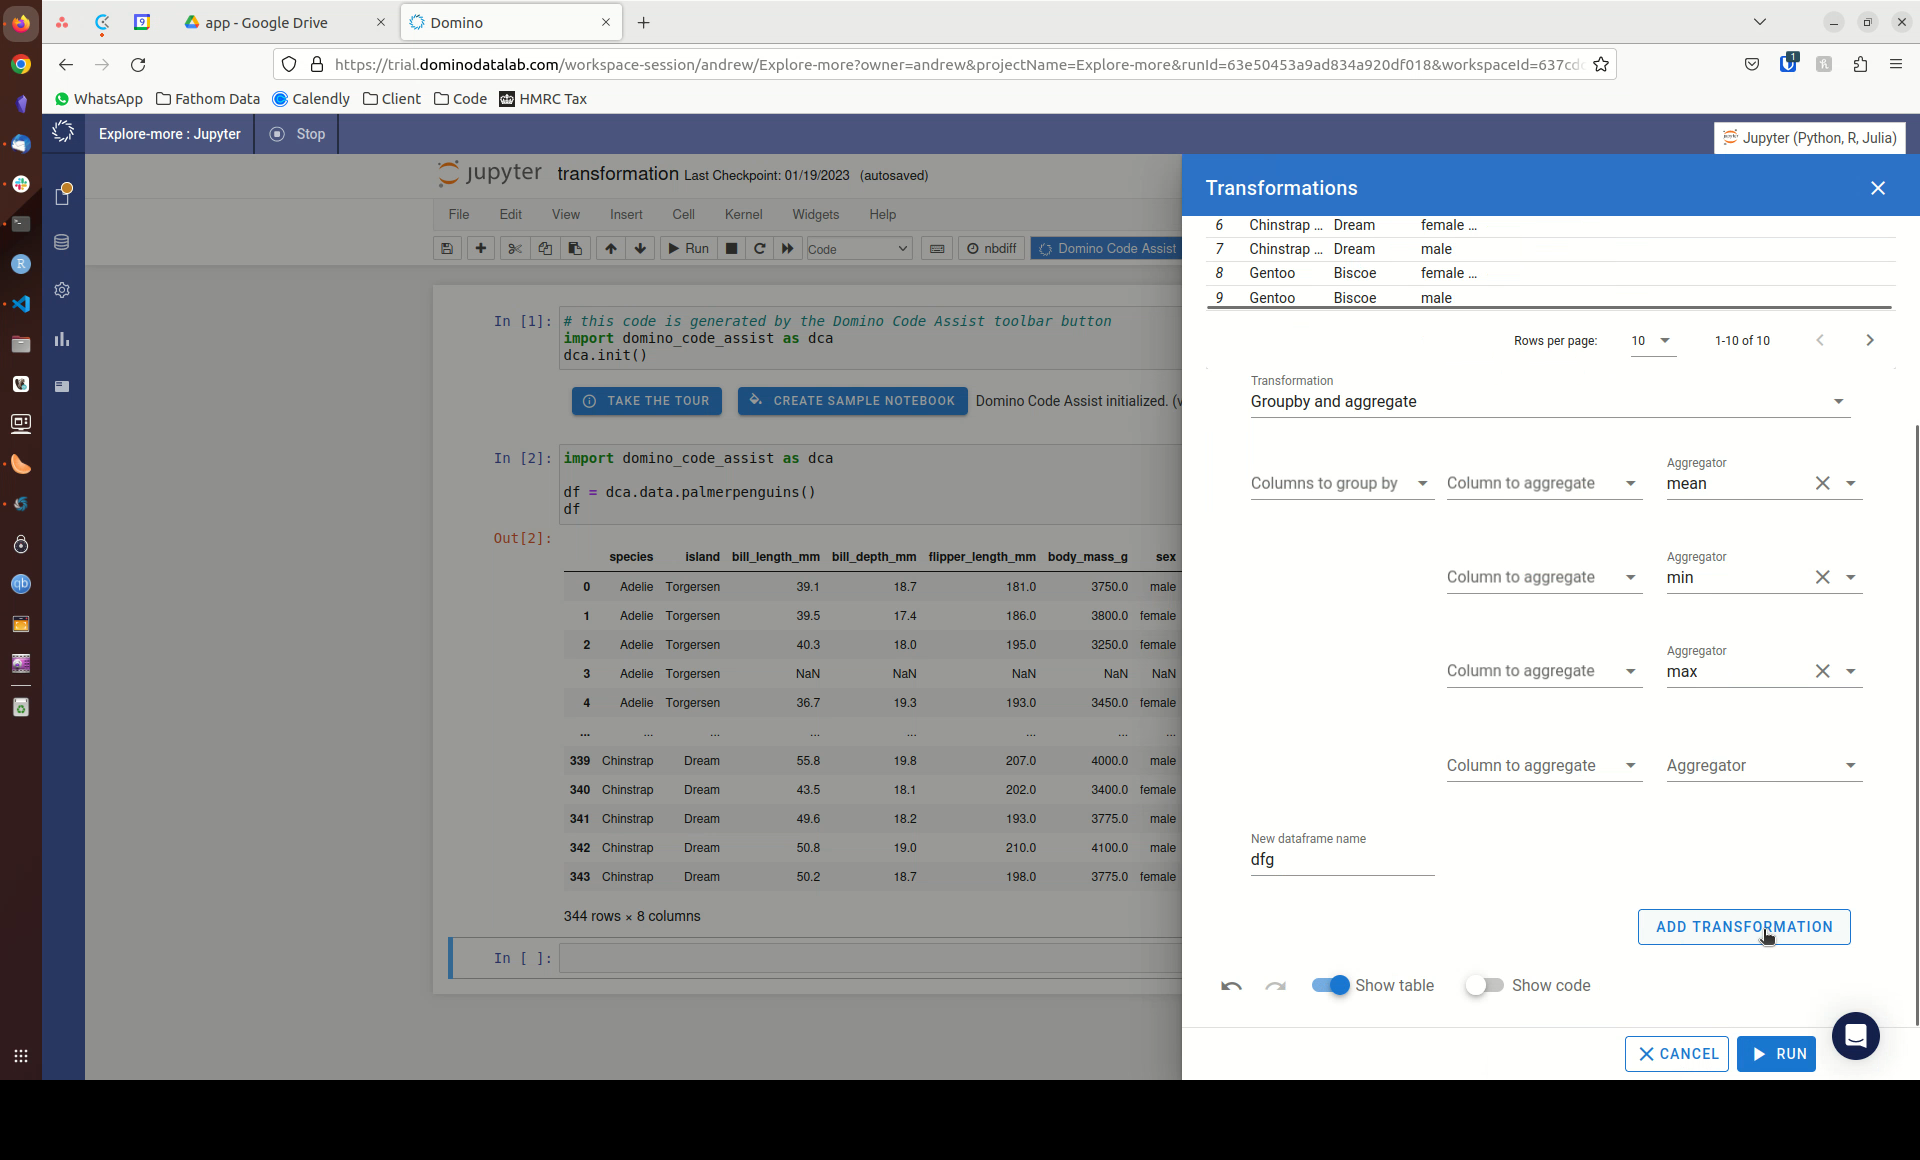 app - Google Drive
Domino
9
https://trial.dominodatalab.com/workspace-session/andrew/Explore-more?owner=andrew&projectName=Explore-more&runId=63e50453a9ad834a920df018&workspaceId=637cd
1
WhatsApp Fathom Data Calendly Client Code HMRC Tax
Explore-more : Jupyter Stop
Jupyter (Python, R, Julia)
jupyter transformation Last Checkpoint: 01/19/2023 (autosaved)
File Edit View Insert Cell Kernel Widgets Help
Run Code nbdiff Domino Code Assist
In [1]: # this code is generated by the Domino Code Assist toolbar button
import domino_code_assist as dca
dca.init()
TAKE THE TOUR CREATE SAMPLE NOTEBOOK Domino Code Assist initialized. (v
In [2]: import domino_code_assist as dca
df = dca.data.palmerpenguins()
df
Out[2]:
species island bill_length_mm bill_depth_mm flipper_length_mm body_mass_g sex
0 Adelie Torgersen 39.1 18.7 181.0 3750.0 male
1 Adelie Torgersen 39.5 17.4 186.0 3800.0 female
2 Adelie Torgersen 40.3 18.0 195.0 3250.0 female
3 Adelie Torgersen NaN NaN NaN NaN NaN
4 Adelie Torgersen 36.7 19.3 193.0 3450.0 female
... ... ... ... ... ... ... ...
339 Chinstrap Dream 55.8 19.8 207.0 4000.0 male
340 Chinstrap Dream 43.5 18.1 202.0 3400.0 female
341 Chinstrap Dream 49.6 18.2 193.0 3775.0 male
342 Chinstrap Dream 50.8 19.0 210.0 4100.0 male
343 Chinstrap Dream 50.2 18.7 198.0 3775.0 female
344 rows × 8 columns
In [ ]:
Transformations
6 Chinstrap ... Dream female ...
7 Chinstrap ... Dream male
8 Gentoo Biscoe female ...
9 Gentoo Biscoe male
Rows per page: 10 1-10 of 10
Transformation
Groupby and aggregate
Aggregator
Columns to group by Column to aggregate mean
Aggregator
Column to aggregate min
Aggregator
Column to aggregate max
Column to aggregate Aggregator
New dataframe name
dfg
ADD TRANSFORMATION
Show table Show code
CANCEL RUN